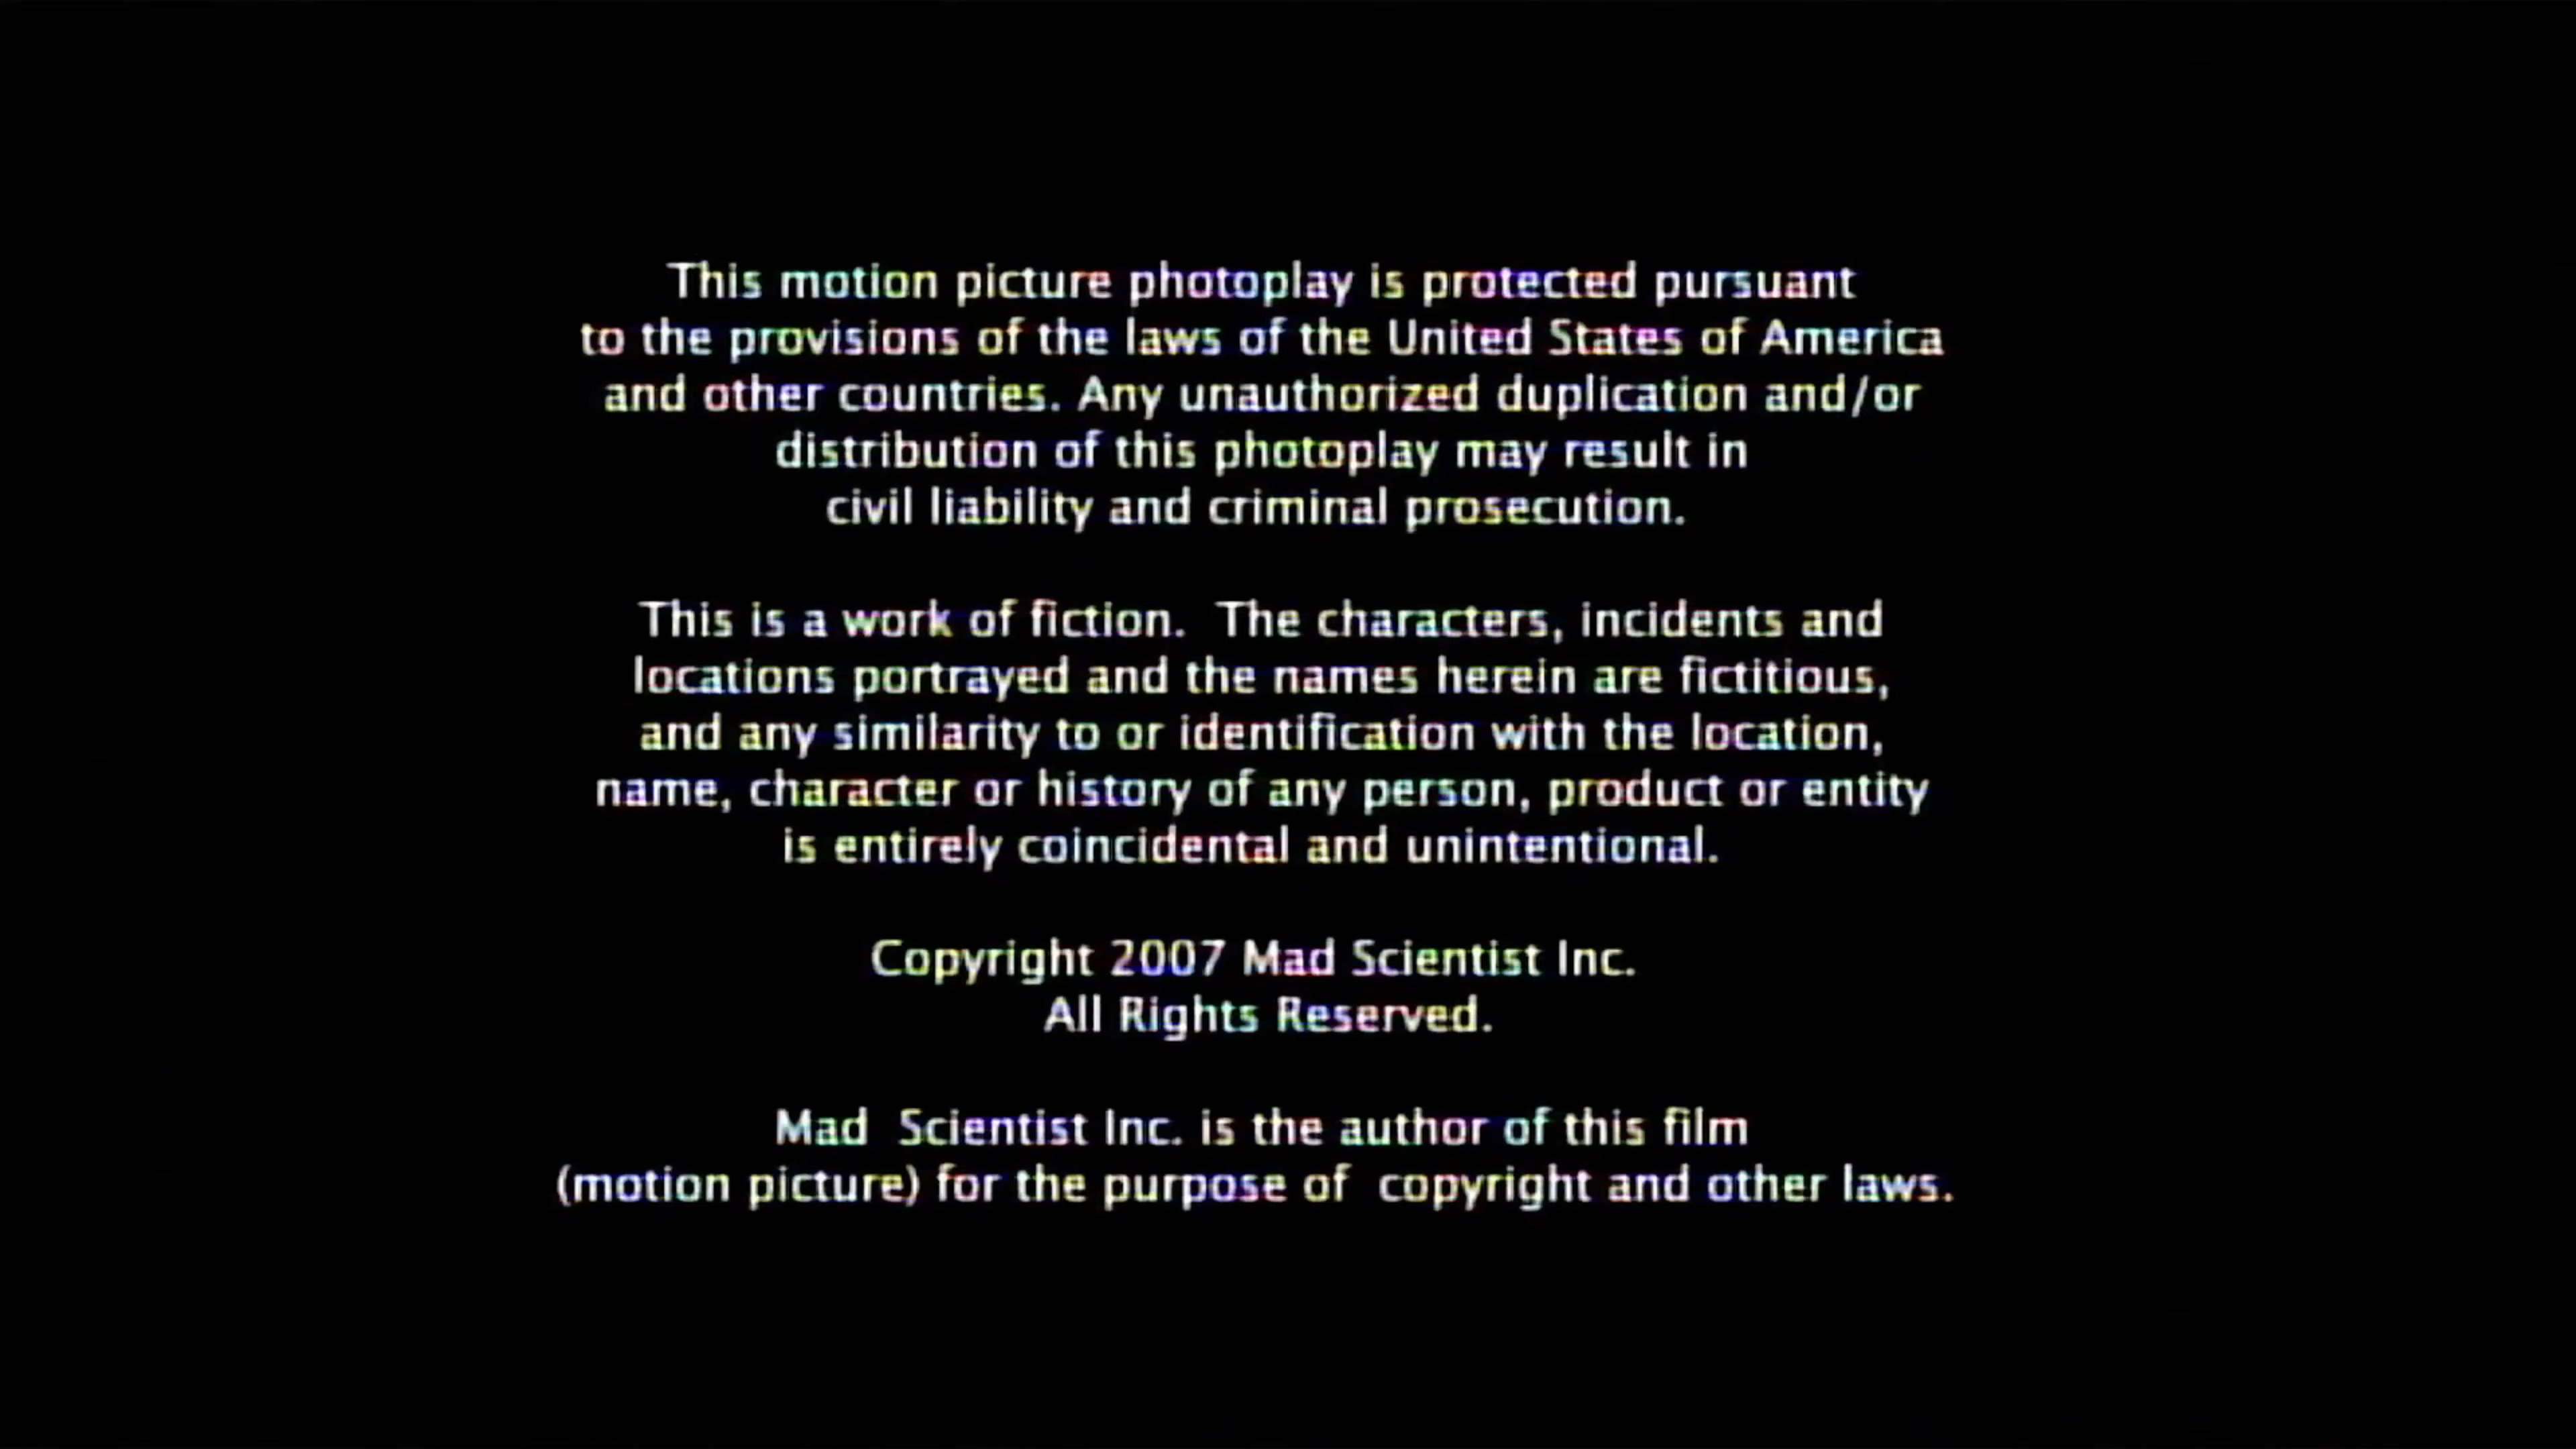 This motion picture photoplay is protected pursuant
to the provisions of the laws of the United States of America
and other countries. Any unauthorized duplication and/or
distribution of this photoplay may result in
civil liability and criminal prosecution.
This is a work of fiction.  The characters, incidents and
locations portrayed and the names herein are fictitious,
and any similarity to or identification with the location,
name, character or history of any person, product or entity
is entirely coincidental and unintentional.
Copyright 2007 Mad Scientist Inc.
All Rights Reserved.
Mad  Scientist Inc. is the author of this film
(motion picture) for the purpose of  copyright and other laws.